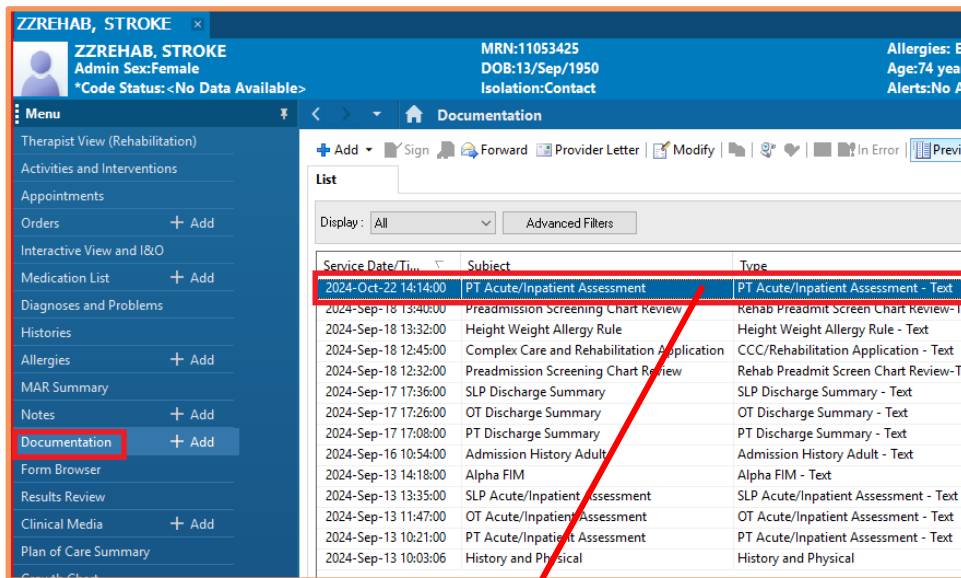 ZZREHAB, STROKE ×
ZZREHAB, STROKE MRN:11053425 Allergies: E
Admin Sex:Female DOB:13/Sep/1950 Age:74 yea
*Code Status:<No Data Available> Isolation:Contact Alerts:No A
Menu Documentation
Therapist View (Rehabilitation)
Add Sign Forward Provider Letter Modify In Error Previ
Activities and Interventions
List
Appointments
Orders + Add
Display: All Advanced Filters
Interactive View and I&O
Service Date/Ti... Subject Type
Medication List + Add
2024-Oct-22 14:14:00 PT Acute/Inpatient Assessment PT Acute/Inpatient Assessment - Text
Diagnoses and Problems
2024-Sep-18 13:40:00 Preadmission Screening Chart Review Rehab Preadmit Screen Chart Review-T
Histories
2024-Sep-18 13:32:00 Height Weight Allergy Rule Height Weight Allergy Rule - Text
2024-Sep-18 12:45:00 Complex Care and Rehabilitation Application CCC/Rehabilitation Application - Text
Allergies + Add
2024-Sep-18 12:32:00 Preadmission Screening Chart Review Rehab Preadmit Screen Chart Review-T
MAR Summary
2024-Sep-17 17:36:00 SLP Discharge Summary SLP Discharge Summary - Text
Notes + Add
2024-Sep-17 17:26:00 OT Discharge Summary OT Discharge Summary - Text
2024-Sep-17 17:08:00 PT Discharge Summary PT Discharge Summary - Text
Documentation + Add
2024-Sep-16 10:54:00 Admission History Adult Admission History Adult - Text
Form Browser
2024-Sep-13 14:18:00 Alpha FIM Alpha FIM - Text
Results Review
2024-Sep-13 13:35:00 SLP Acute/Inpatient Assessment SLP Acute/Inpatient Assessment - Text
2024-Sep-13 11:47:00 OT Acute/Inpatient Assessment OT Acute/Inpatient Assessment - Text
Clinical Media + Add
2024-Sep-13 10:21:00 PT Acute/Inpatient Assessment PT Acute/Inpatient Assessment - Text
Plan of Care Summary
2024-Sep-13 10:03:06 History and Physical History and Physical
Growth Chart